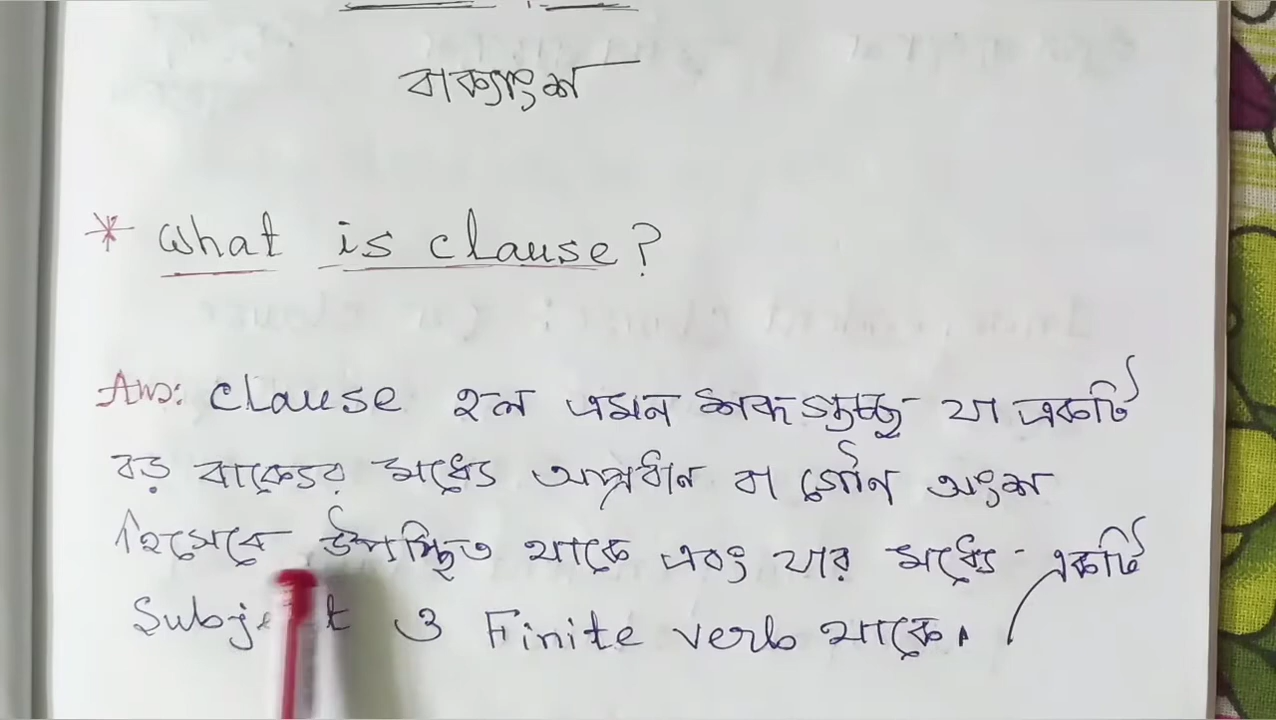 বাক্যাংশ
* What is clause?
Ans: Clause হল এমন শব্দগুচ্ছ যা একটি
বড় বাক্যের মধ্যে অপ্রধান বা গৌন অংশ
হিসেবে উপস্থিত থাকে এবং যার মধ্যে একটি
Subject ও Finite verb থাকে।